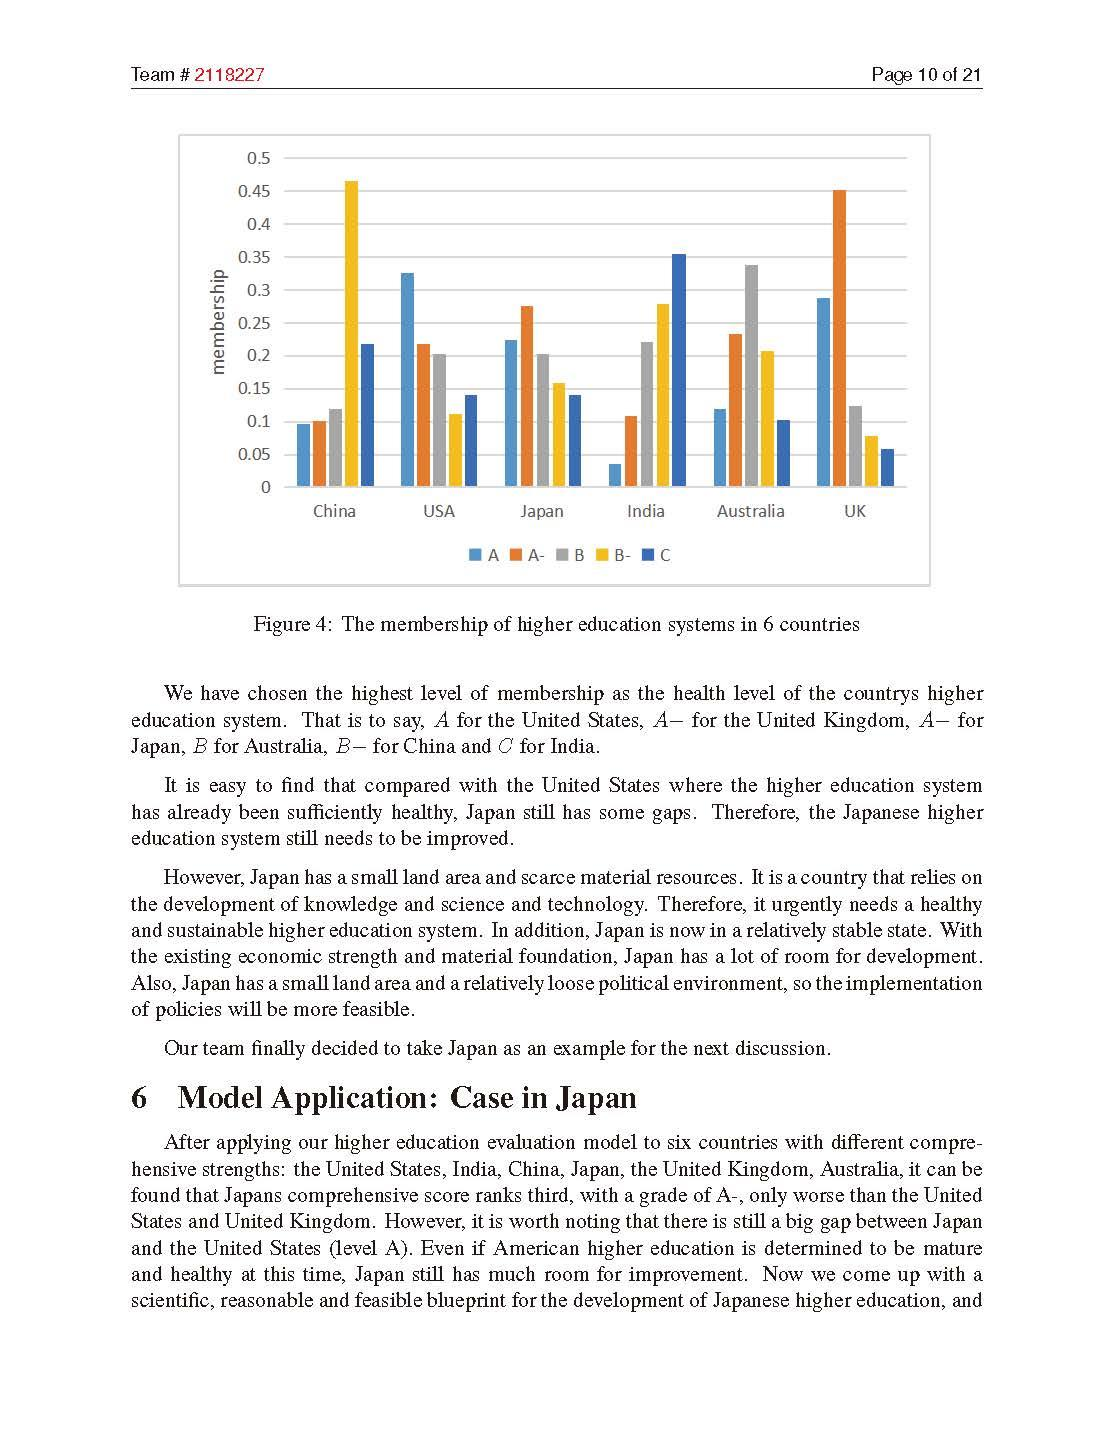 Team # 2118227 Page 10 of 21
0.5
0.45
0.4
0.35
0.3
0.25
0.2
0.15
0.1
0.05
0
membership
China USA Japan India Australia UK
A A- B B- C
Figure 4: The membership of higher education systems in 6 countries
We have chosen the highest level of membership as the health level of the countrys higher
education system. That is to say, A for the United States, A− for the United Kingdom, A− for
Japan, B for Australia, B− for China and C for India.
It is easy to find that compared with the United States where the higher education system
has already been sufficiently healthy, Japan still has some gaps. Therefore, the Japanese higher
education system still needs to be improved.
However, Japan has a small land area and scarce material resources. It is a country that relies on
the development of knowledge and science and technology. Therefore, it urgently needs a healthy
and sustainable higher education system. In addition, Japan is now in a relatively stable state. With
the existing economic strength and material foundation, Japan has a lot of room for development.
Also, Japan has a small land area and a relatively loose political environment, so the implementation
of policies will be more feasible.
Our team finally decided to take Japan as an example for the next discussion.
6 Model Application: Case in Japan
After applying our higher education evaluation model to six countries with different compre-
hensive strengths: the United States, India, China, Japan, the United Kingdom, Australia, it can be
found that Japans comprehensive score ranks third, with a grade of A-, only worse than the United
States and United Kingdom. However, it is worth noting that there is still a big gap between Japan
and the United States (level A). Even if American higher education is determined to be mature
and healthy at this time, Japan still has much room for improvement. Now we come up with a
scientific, reasonable and feasible blueprint for the development of Japanese higher education, and